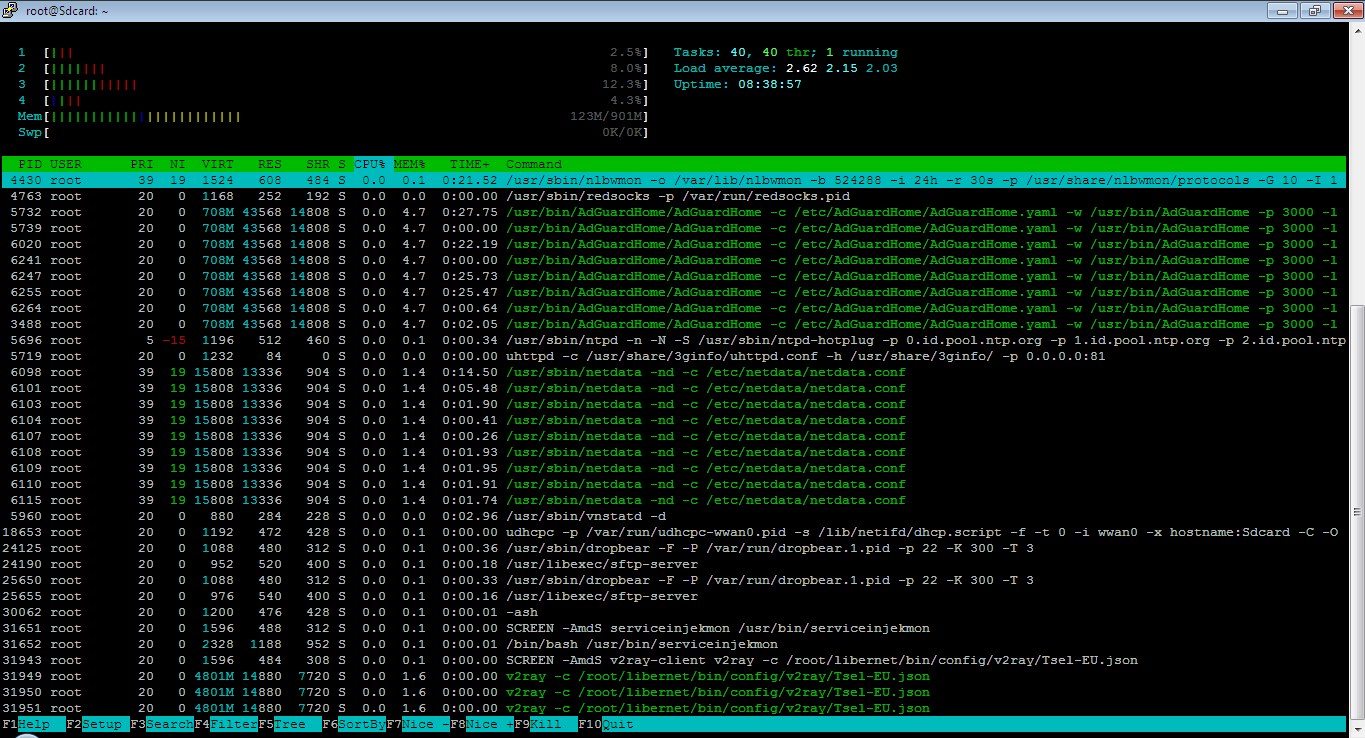 root@Sdcard: ~
1 [||| 2.5%] Tasks: 40, 40 thr; 1 running
2 [||||||| 8.0%] Load average: 2.62 2.15 2.03
3 [||||||||||| 12.3%] Uptime: 08:38:57
4 [|||| 4.3%]
Mem[|||||||||||||||||||||||| 123M/901M]
Swp[ 0K/0K]
PID USER PRI NI VIRT RES SHR S CPU% MEM% TIME+ Command
4430 root 39 19 1524 608 484 S 0.0 0.1 0:21.52 /usr/sbin/nlbwmon -o /var/lib/nlbwmon -b 524288 -i 24h -r 30s -p /usr/share/nlbwmon/protocols -G 10 -I 1
4763 root 20 0 1168 252 192 S 0.0 0.0 0:00.00 /usr/sbin/redsocks -p /var/run/redsocks.pid
5732 root 20 0 708M 43568 14808 S 0.0 4.7 0:27.75 /usr/bin/AdGuardHome/AdGuardHome -c /etc/AdGuardHome/AdGuardHome.yaml -w /usr/bin/AdGuardHome -p 3000 -l
5739 root 20 0 708M 43568 14808 S 0.0 4.7 0:00.00 /usr/bin/AdGuardHome/AdGuardHome -c /etc/AdGuardHome/AdGuardHome.yaml -w /usr/bin/AdGuardHome -p 3000 -l
6020 root 20 0 708M 43568 14808 S 0.0 4.7 0:22.19 /usr/bin/AdGuardHome/AdGuardHome -c /etc/AdGuardHome/AdGuardHome.yaml -w /usr/bin/AdGuardHome -p 3000 -l
6241 root 20 0 708M 43568 14808 S 0.0 4.7 0:00.00 /usr/bin/AdGuardHome/AdGuardHome -c /etc/AdGuardHome/AdGuardHome.yaml -w /usr/bin/AdGuardHome -p 3000 -l
6247 root 20 0 708M 43568 14808 S 0.0 4.7 0:25.73 /usr/bin/AdGuardHome/AdGuardHome -c /etc/AdGuardHome/AdGuardHome.yaml -w /usr/bin/AdGuardHome -p 3000 -l
6255 root 20 0 708M 43568 14808 S 0.0 4.7 0:25.47 /usr/bin/AdGuardHome/AdGuardHome -c /etc/AdGuardHome/AdGuardHome.yaml -w /usr/bin/AdGuardHome -p 3000 -l
6264 root 20 0 708M 43568 14808 S 0.0 4.7 0:00.64 /usr/bin/AdGuardHome/AdGuardHome -c /etc/AdGuardHome/AdGuardHome.yaml -w /usr/bin/AdGuardHome -p 3000 -l
3488 root 20 0 708M 43568 14808 S 0.0 4.7 0:02.05 /usr/bin/AdGuardHome/AdGuardHome -c /etc/AdGuardHome/AdGuardHome.yaml -w /usr/bin/AdGuardHome -p 3000 -l
5696 root 5 -15 1196 512 460 S 0.0 0.1 0:00.34 /usr/sbin/ntpd -n -N -S /usr/sbin/ntpd-hotplug -p 0.id.pool.ntp.org -p 1.id.pool.ntp.org -p 2.id.pool.ntp
5719 root 20 0 1232 84 0 S 0.0 0.0 0:00.00 uhttpd -c /usr/share/3ginfo/uhttpd.conf -h /usr/share/3ginfo/ -p 0.0.0.0:81
6098 root 39 19 15808 13336 904 S 0.0 1.4 0:14.50 /usr/sbin/netdata -nd -c /etc/netdata/netdata.conf
6101 root 39 19 15808 13336 904 S 0.0 1.4 0:05.48 /usr/sbin/netdata -nd -c /etc/netdata/netdata.conf
6103 root 39 19 15808 13336 904 S 0.0 1.4 0:01.90 /usr/sbin/netdata -nd -c /etc/netdata/netdata.conf
6104 root 39 19 15808 13336 904 S 0.0 1.4 0:00.41 /usr/sbin/netdata -nd -c /etc/netdata/netdata.conf
6107 root 39 19 15808 13336 904 S 0.0 1.4 0:00.26 /usr/sbin/netdata -nd -c /etc/netdata/netdata.conf
6108 root 39 19 15808 13336 904 S 0.0 1.4 0:01.93 /usr/sbin/netdata -nd -c /etc/netdata/netdata.conf
6109 root 39 19 15808 13336 904 S 0.0 1.4 0:01.95 /usr/sbin/netdata -nd -c /etc/netdata/netdata.conf
6110 root 39 19 15808 13336 904 S 0.0 1.4 0:01.91 /usr/sbin/netdata -nd -c /etc/netdata/netdata.conf
6115 root 39 19 15808 13336 904 S 0.0 1.4 0:01.74 /usr/sbin/netdata -nd -c /etc/netdata/netdata.conf
5960 root 20 0 880 284 228 S 0.0 0.0 0:02.96 /usr/sbin/vnstatd -d
18653 root 20 0 1192 472 428 S 0.0 0.1 0:00.00 udhcpc -p /var/run/udhcpc-wwan0.pid -s /lib/netifd/dhcp.script -f -t 0 -i wwan0 -x hostname:Sdcard -C -O
24125 root 20 0 1088 480 312 S 0.0 0.1 0:00.36 /usr/sbin/dropbear -F -P /var/run/dropbear.1.pid -p 22 -K 300 -T 3
24190 root 20 0 952 520 400 S 0.0 0.1 0:00.18 /usr/libexec/sftp-server
25650 root 20 0 1088 480 312 S 0.0 0.1 0:00.33 /usr/sbin/dropbear -F -P /var/run/dropbear.1.pid -p 22 -K 300 -T 3
25655 root 20 0 976 540 400 S 0.0 0.1 0:00.16 /usr/libexec/sftp-server
30062 root 20 0 1200 476 428 S 0.0 0.1 0:00.01 -ash
31651 root 20 0 1596 488 312 S 0.0 0.1 0:00.00 SCREEN -AmdS serviceinjekmon /usr/bin/serviceinjekmon
31652 root 20 0 2328 1188 952 S 0.0 0.1 0:00.01 /bin/bash /usr/bin/serviceinjekmon
31943 root 20 0 1596 484 308 S 0.0 0.1 0:00.00 SCREEN -AmdS v2ray-client v2ray -c /root/libernet/bin/config/v2ray/Tsel-EU.json
31949 root 20 0 4801M 14880 7720 S 0.0 1.6 0:00.00 v2ray -c /root/libernet/bin/config/v2ray/Tsel-EU.json
31950 root 20 0 4801M 14880 7720 S 0.0 1.6 0:00.00 v2ray -c /root/libernet/bin/config/v2ray/Tsel-EU.json
31951 root 20 0 4801M 14880 7720 S 0.0 1.6 0:00.00 v2ray -c /root/libernet/bin/config/v2ray/Tsel-EU.json
F1Help F2Setup F3SearchF4FilterF5Tree F6SortByF7Nice -F8Nice +F9Kill F10Quit